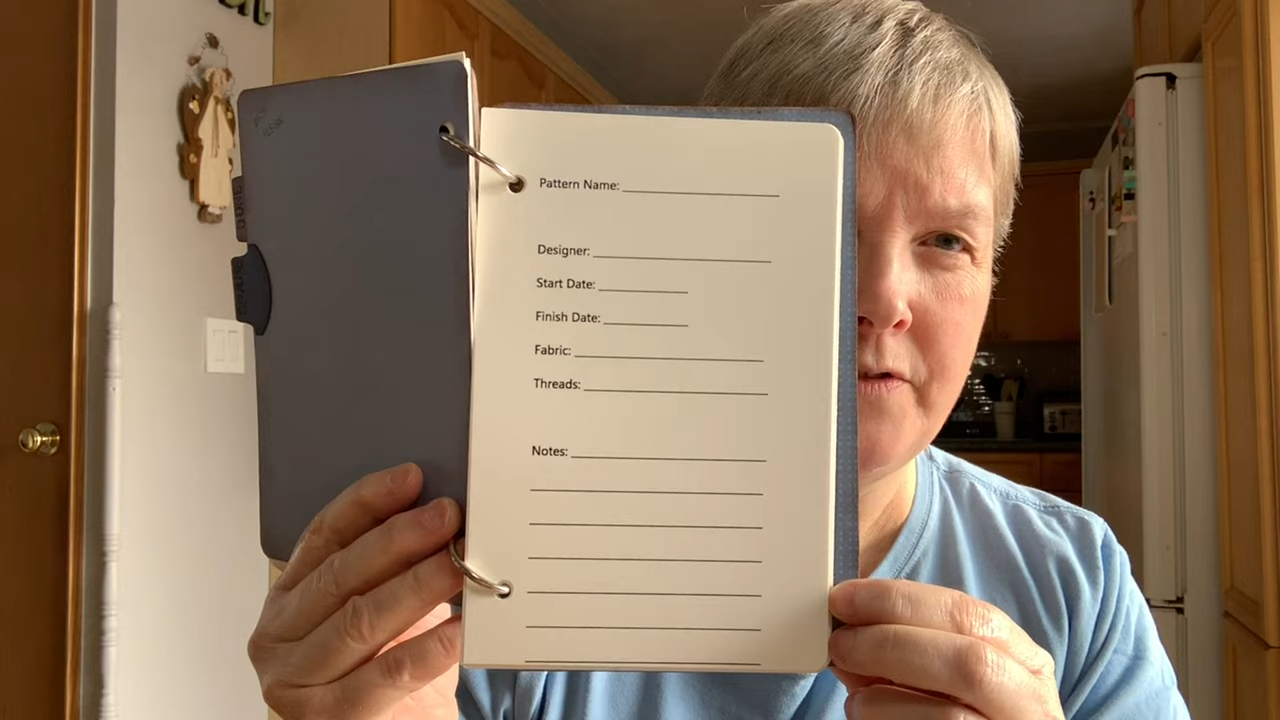 Pattern Name:
Designer:
Start Date:
Finish Date:
Fabric:
Threads:
Notes: